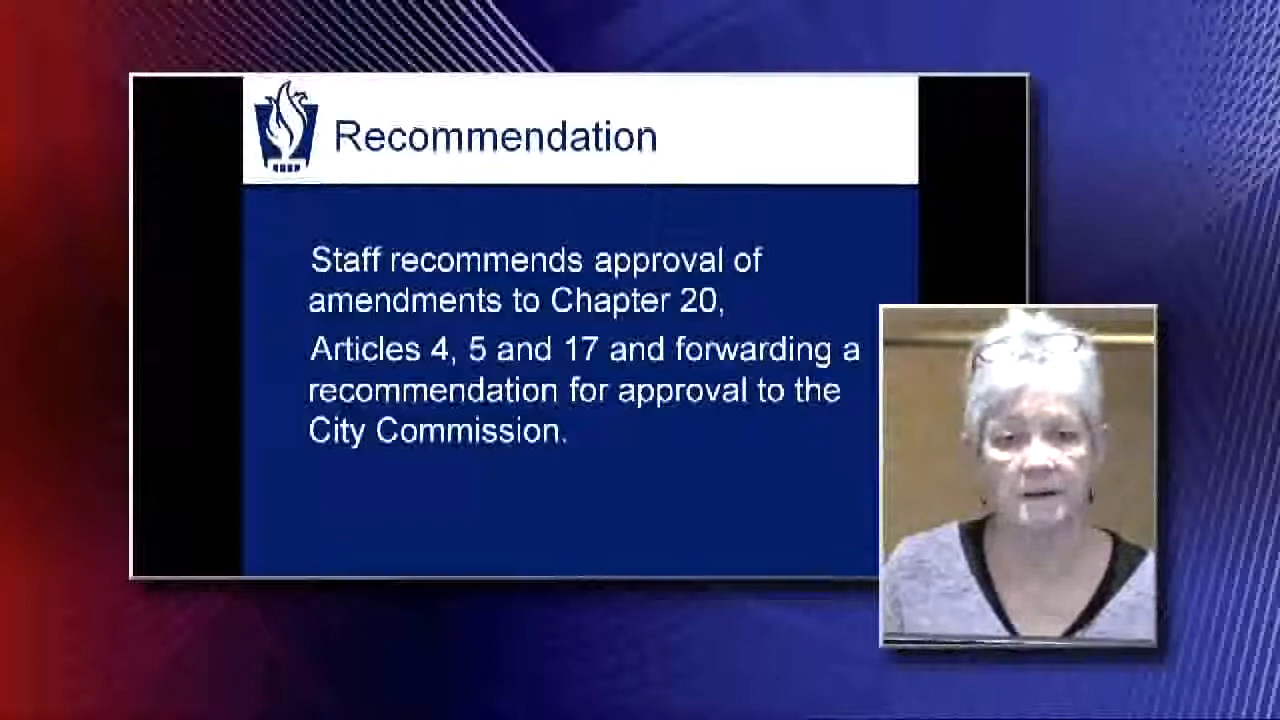 Recommendation
Staff recommends approval of
amendments to Chapter 20,
Articles 4, 5 and 17 and forwarding a
recommendation for approval to the
City Commission.